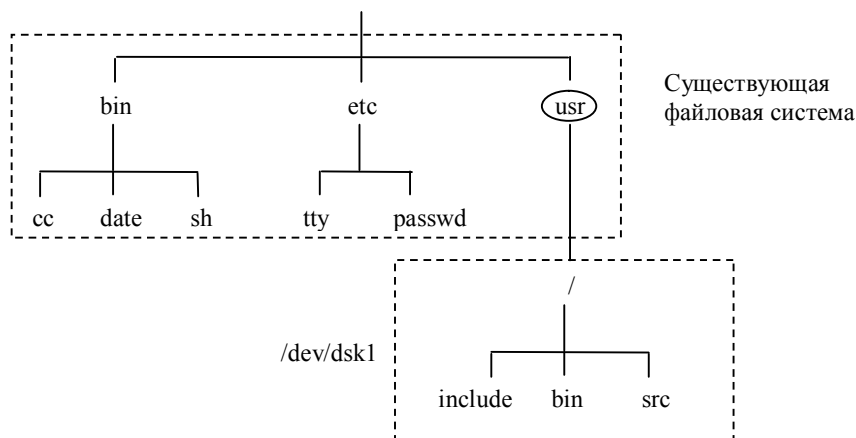 Существующая
файловая система
bin etc usr
cc date sh tty passwd
/
/dev/dsk1
include bin src